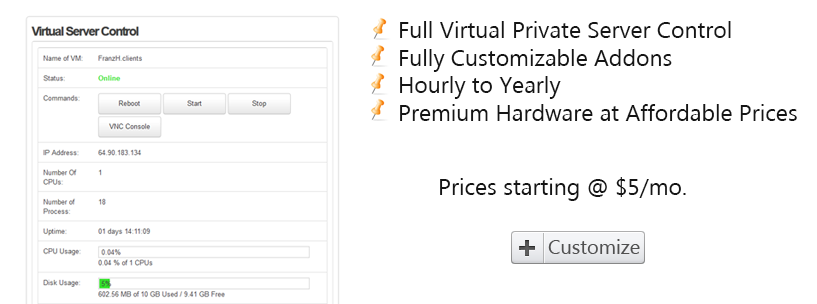 Virtual Server Control
Name of VM: FranzH.clients
Status: Online
Commands: Reboot Start Stop
VNC Console
IP Address: 64.90.183.134
Number Of CPUs: 1
Number of Process: 18
Uptime: 01 days 14:11:09
CPU Usage: 0.04%
0.04 % of 1 CPUs
Disk Usage: 6%
602.56 MB of 10 GB Used / 9.41 GB Free
Full Virtual Private Server Control
Fully Customizable Addons
Hourly to Yearly
Premium Hardware at Affordable Prices
Prices starting @ $5/mo.
Customize